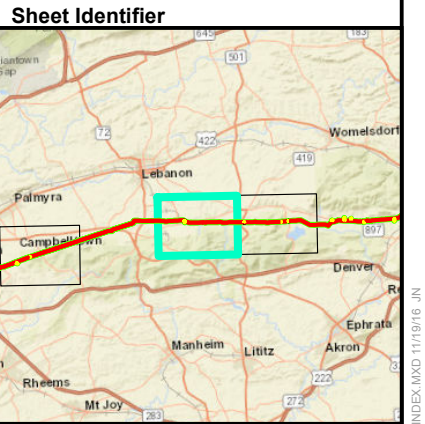 Sheet Identifier
645
183
501
72
422
Womelsdorf
419
Lebanon
Palmyra
Campbelltown
897
Denver
Ephrata
Manheim
Lititz
Akron
222
Rheems
Mt Joy
272
283
INDEX.MXD 11/19/16 JN